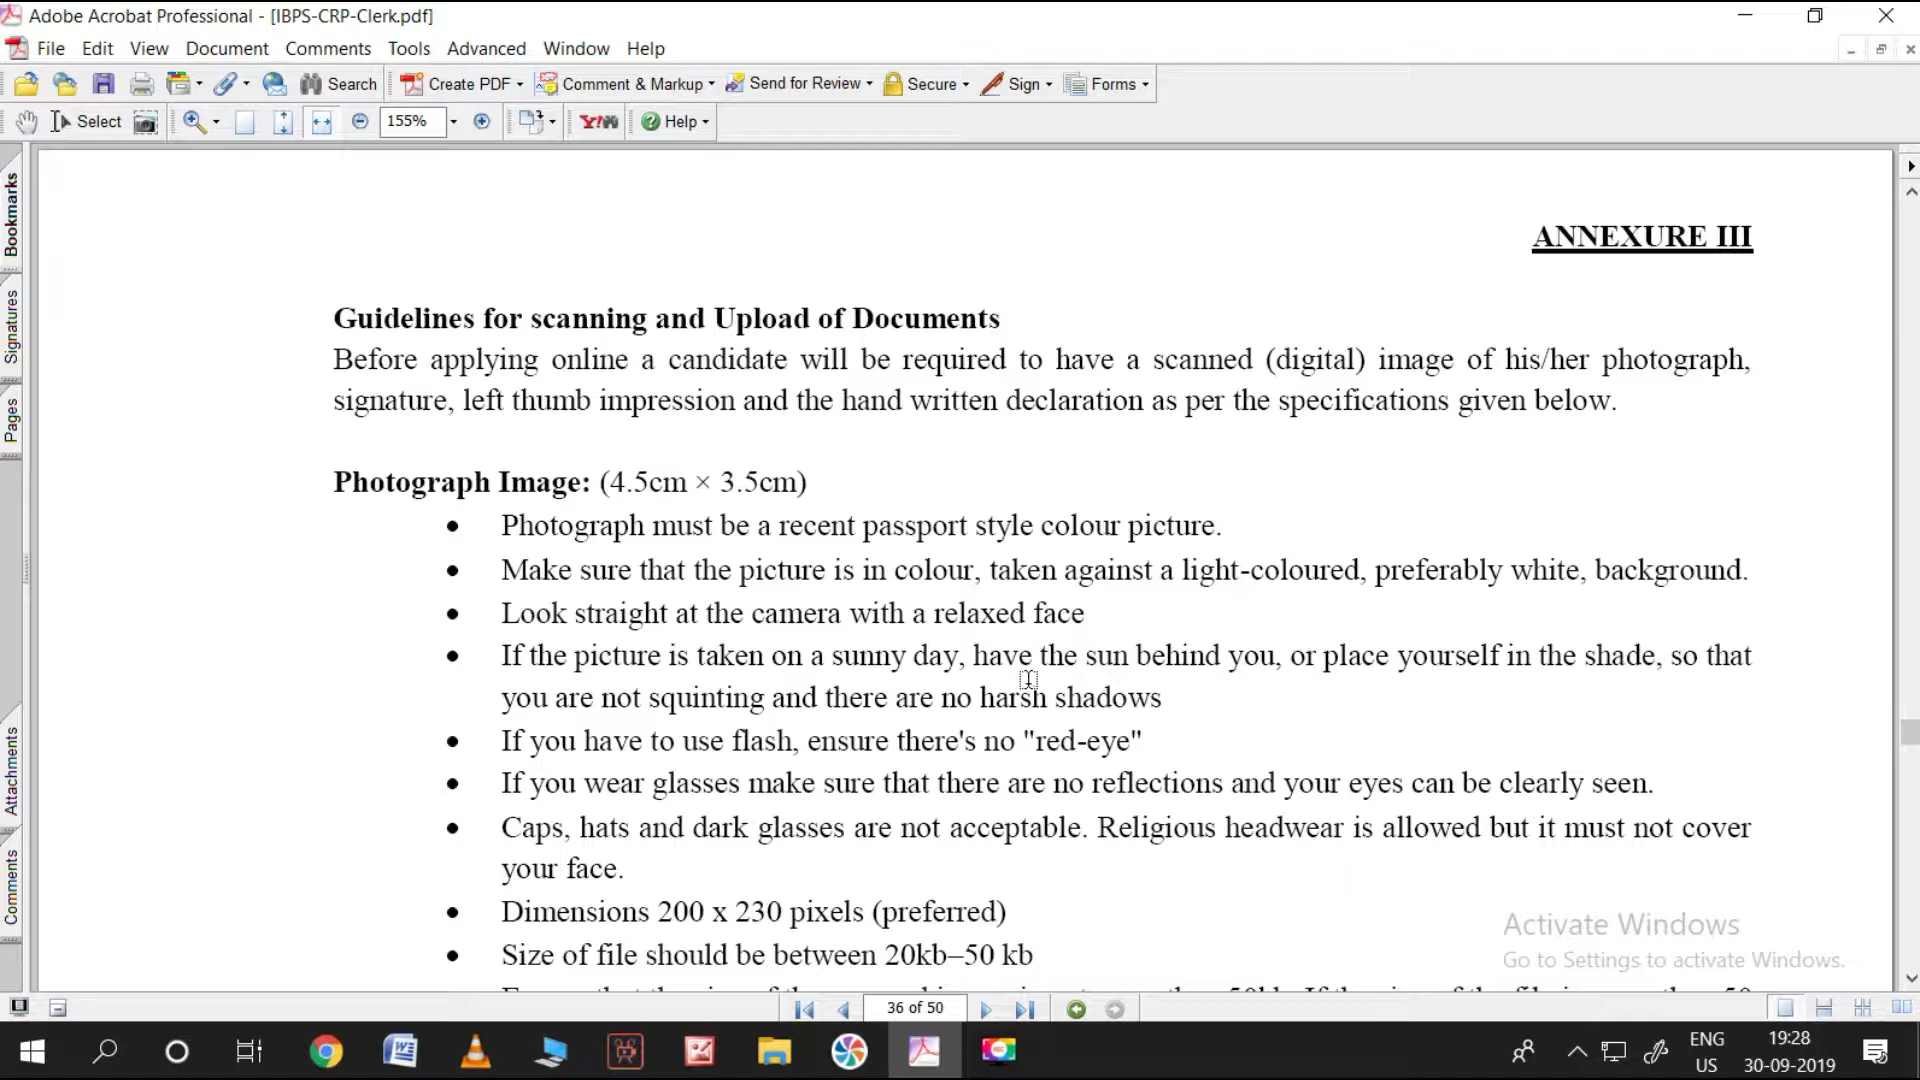 Adobe Acrobat Professional - [IBPS-CRP-Clerk.pdf]
File Edit View Document Comments Tools Advanced Window Help
Search Create PDF Comment & Markup Send for Review Secure Sign Forms
Select 155% Y! Help
Bookmarks
Signatures
Pages
Attachments
Comments
ANNEXURE III
Guidelines for scanning and Upload of Documents
Before applying online a candidate will be required to have a scanned (digital) image of his/her photograph,
signature, left thumb impression and the hand written declaration as per the specifications given below.
Photograph Image: (4.5cm × 3.5cm)
• Photograph must be a recent passport style colour picture.
• Make sure that the picture is in colour, taken against a light-coloured, preferably white, background.
• Look straight at the camera with a relaxed face
• If the picture is taken on a sunny day, have the sun behind you, or place yourself in the shade, so that
you are not squinting and there are no harsh shadows
• If you have to use flash, ensure there's no "red-eye"
• If you wear glasses make sure that there are no reflections and your eyes can be clearly seen.
• Caps, hats and dark glasses are not acceptable. Religious headwear is allowed but it must not cover
your face.
• Dimensions 200 x 230 pixels (preferred)
• Size of file should be between 20kb–50 kb
Activate Windows
Go to Settings to activate Windows.
36 of 50
ENG
US
19:28
30-09-2019